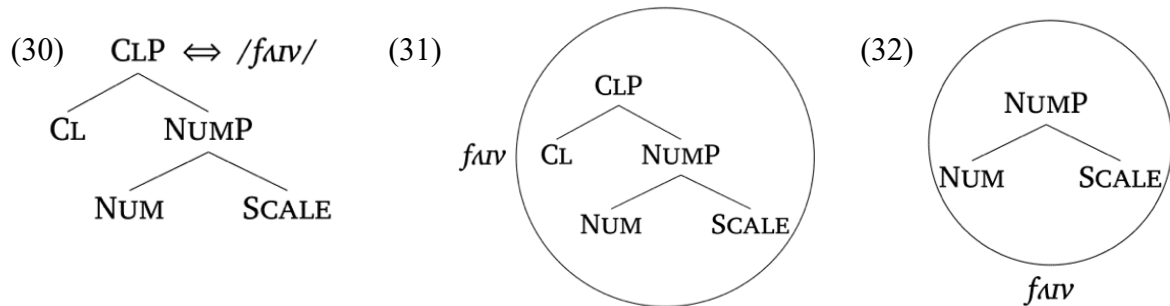 (30) CLP ⇔ /fʌɪv/ (31) (32)
CLP
NUMP
CL NUMP
fʌɪv CL NUMP
NUM SCALE
NUM SCALE
NUM SCALE
fʌɪv